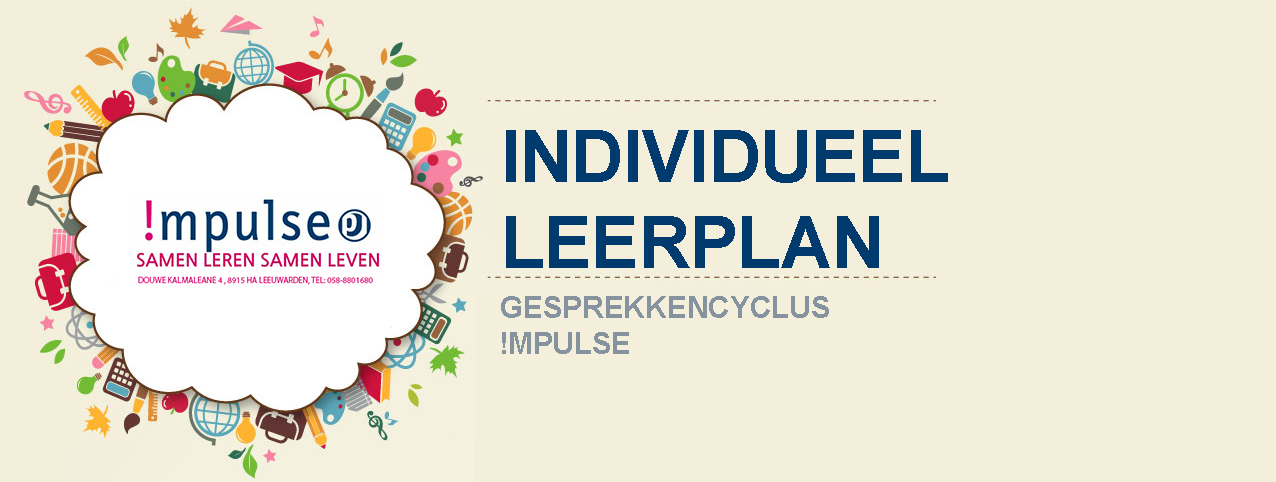 !mpulse
SAMEN LEREN SAMEN LEVEN
DOUWE KALMALEANE 4 , 8915 HA LEEUWARDEN, TEL: 058-8801680
INDIVIDUEEL
LEERPLAN
GESPREKKENCYCLUS
!MPULSE